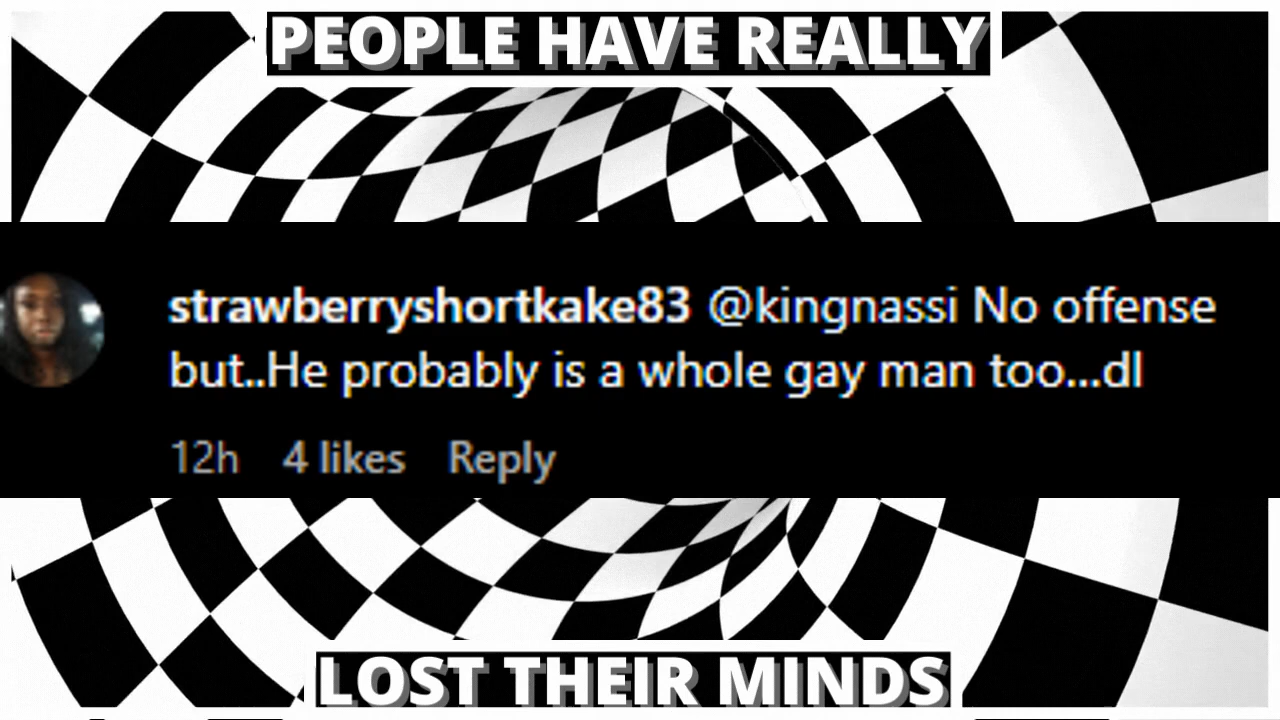 PEOPLE HAVE REALLY
strawberryshortkake83 @kingnassi No offense
but..He probably is a whole gay man too...dl
12h 4 likes Reply
LOST THEIR MINDS